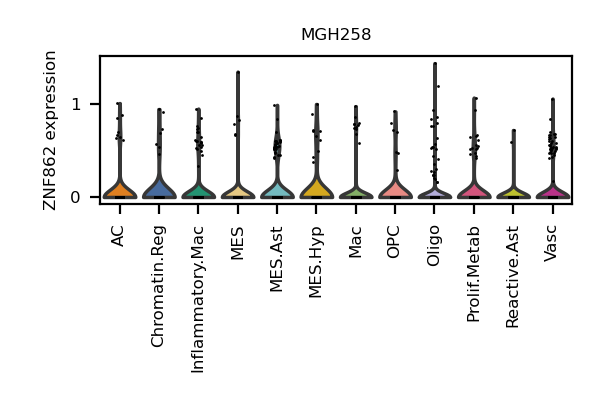 MGH258
ZNF862 expression
1
0
AC
Chromatin.Reg
Inflammatory.Mac
MES
MES.Ast
MES.Hyp
Mac
OPC
Oligo
Prolif.Metab
Reactive.Ast
Vasc